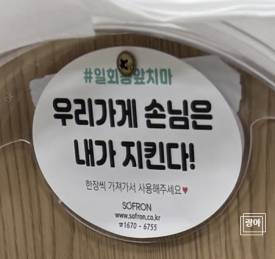 #일회용앞치마
우리가게 손님은
내가 지킨다!
한장씩 가져가서 사용해주세요♥
SOFRON
www.sofron.co.kr
☎1670 - 6755
광야